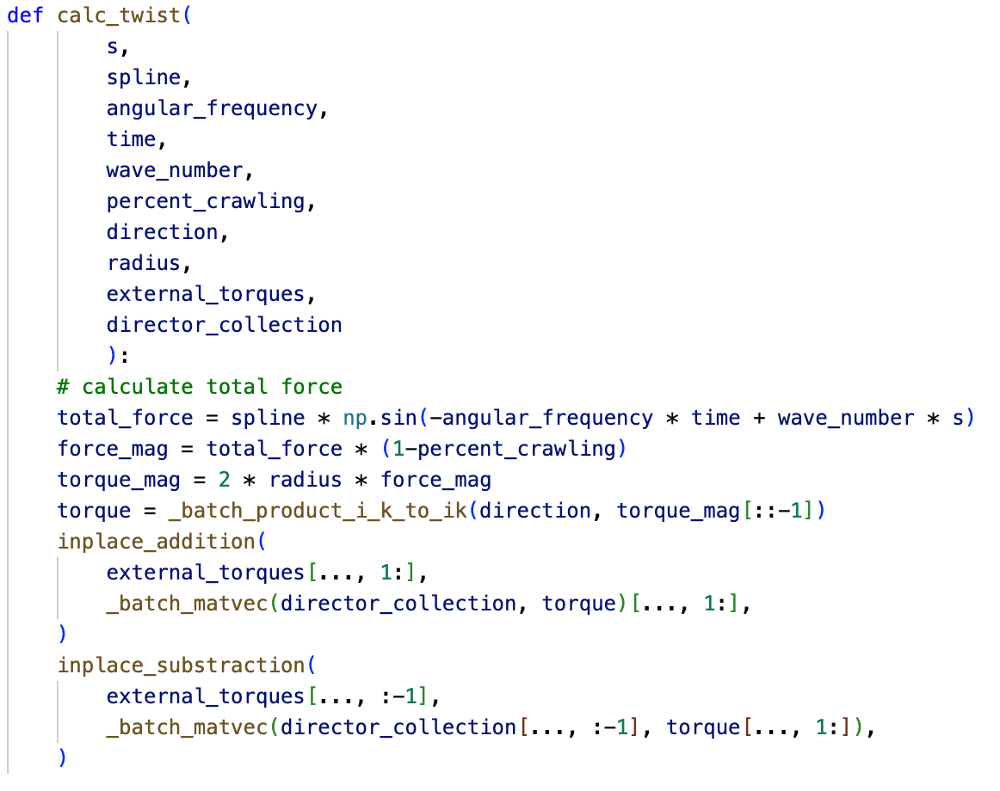 def calc_twist(
        s,
        spline,
        angular_frequency,
        time,
        wave_number,
        percent_crawling,
        direction,
        radius,
        external_torques,
        director_collection
        ):
    # calculate total force
    total_force = spline * np.sin(-angular_frequency * time + wave_number * s)
    force_mag = total_force * (1-percent_crawling)
    torque_mag = 2 * radius * force_mag
    torque = _batch_product_i_k_to_ik(direction, torque_mag[::-1])
    inplace_addition(
        external_torques[..., 1:],
        _batch_matvec(director_collection, torque)[..., 1:],
    )
    inplace_substraction(
        external_torques[..., :-1],
        _batch_matvec(director_collection[..., :-1], torque[..., 1:]),
    )